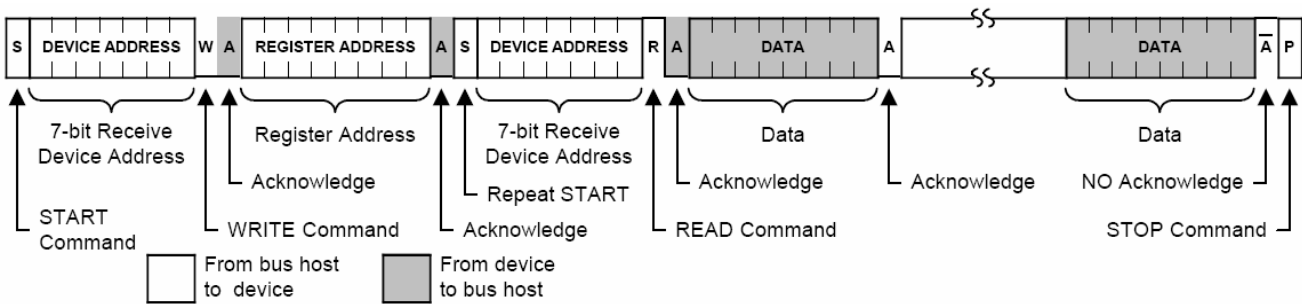 S DEVICE ADDRESS W A REGISTER ADDRESS A S DEVICE ADDRESS R A DATA A DATA A̅ P
7-bit Receive
Device Address
Register Address
7-bit Receive
Device Address
Data
Data
Acknowledge
Repeat START
Acknowledge
Acknowledge
NO Acknowledge
START
Command
WRITE Command
Acknowledge
READ Command
STOP Command
From bus host
to device
From device
to bus host